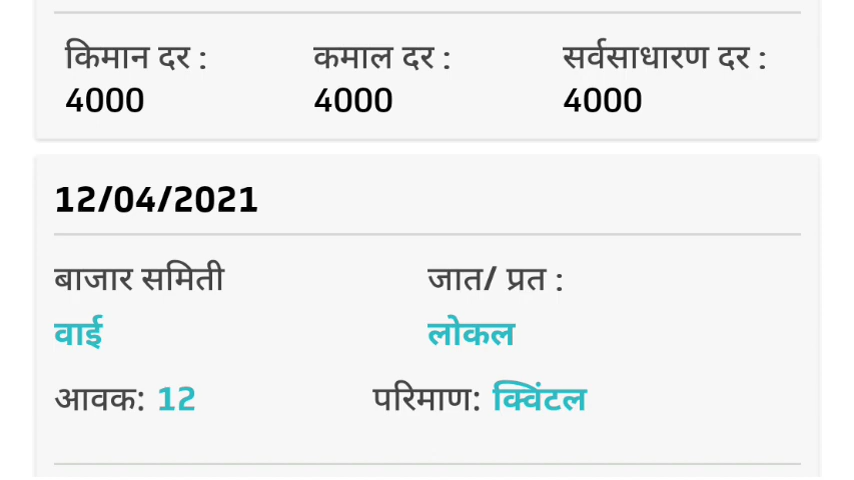 किमान दर : कमाल दर : सर्वसाधारण दर :
4000 4000 4000
12/04/2021
बाजार समिती जात/ प्रत :
वाई लोकल
आवक: 12 परिमाण: क्विंटल